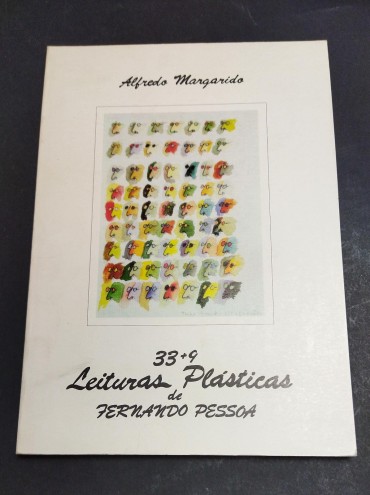 Alfredo Margarido
33+9
Leituras Plásticas
de
FERNANDO PESSOA